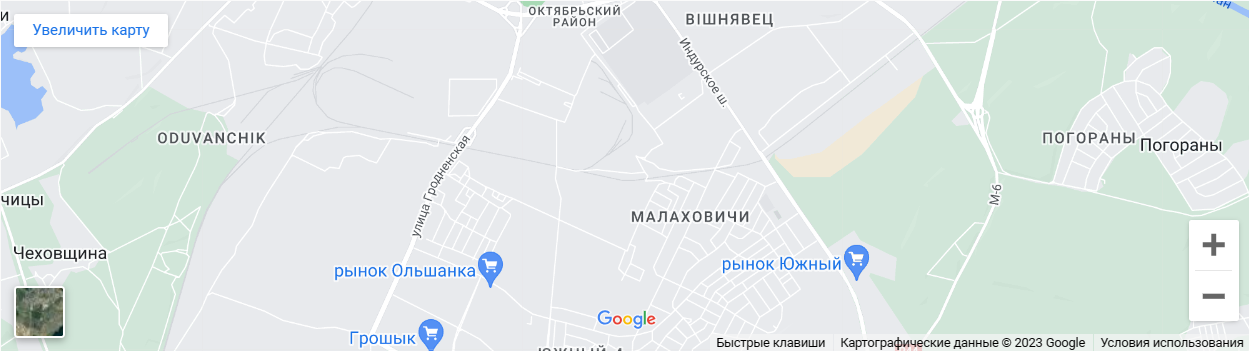 ОКТЯБРЬСКИЙ
РАЙОН
ВІШНЯВЕЦ
Увеличить карту
Индурское ш.
ODUVANCHIK
улица Гродненская
ПОГОРАНЫ
Погораны
М-6
чицы
МАЛАХОВИЧИ
Чеховщина
рынок Ольшанка
рынок Южный
Google
Грошык
Быстрые клавиши
Картографические данные © 2023 Google
Условия использования